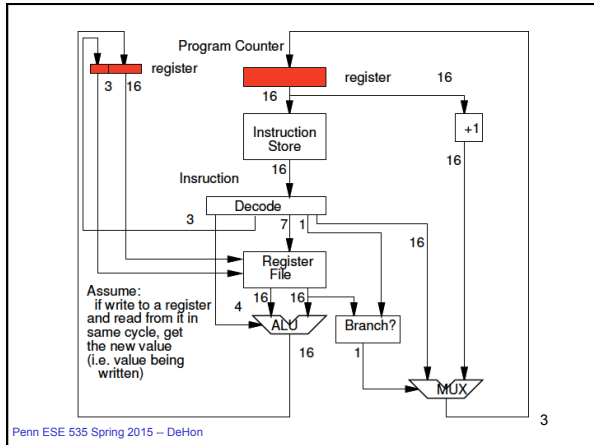 Program Counter
register
register
16
3 16
16
+1
Instruction
Store
16
16
Insruction
Decode
3
7
1
16
Register
File
Assume:
if write to a register
and read from it in
same cycle, get
the new value
(i.e. value being
written)
16
16
4
ALU
Branch?
16
1
MUX
3
Penn ESE 535 Spring 2015 -- DeHon